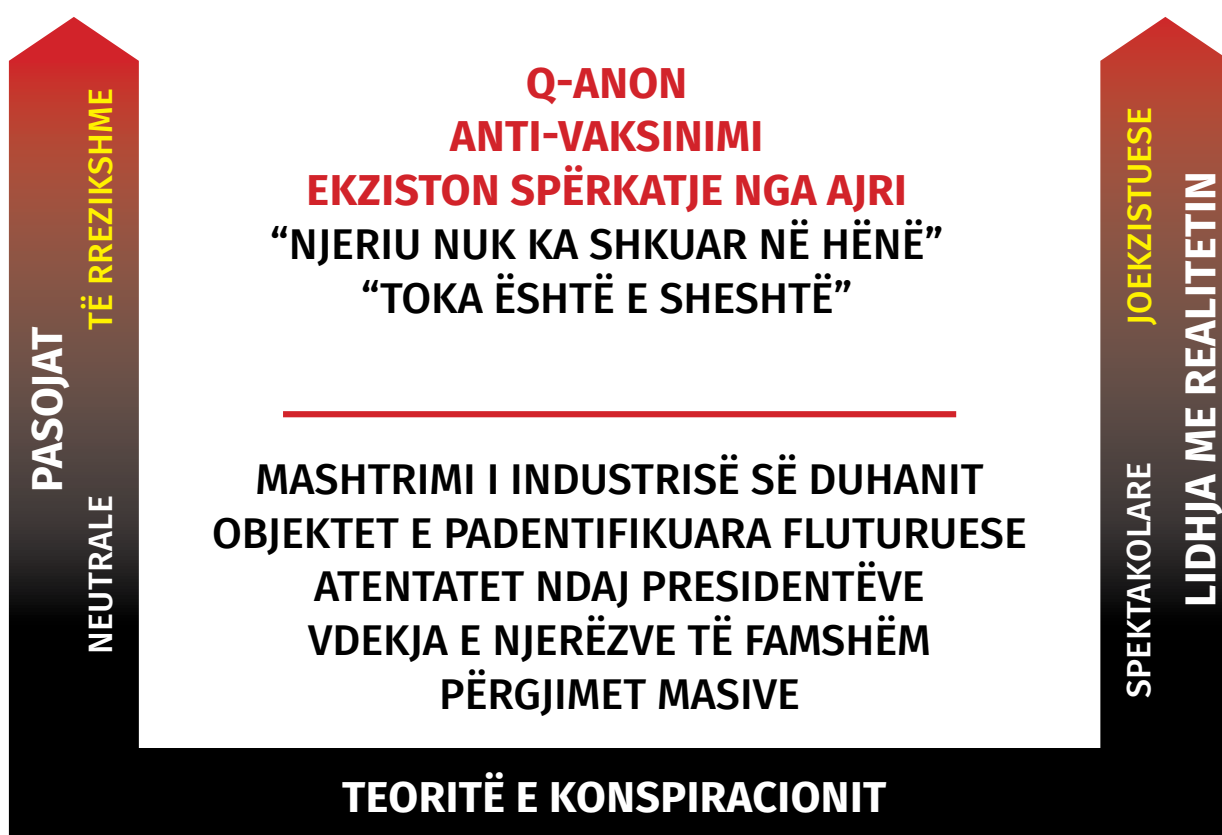 PASOJAT
TË RREZIKSHME
NEUTRALE
Q-ANON
ANTI-VAKSINIMI
EKZISTON SPËRKATJE NGA AJRI
“NJERIU NUK KA SHKUAR NË HËNË”
“TOKA ËSHTË E SHESHTË”
MASHTRIMI I INDUSTRISË SË DUHANIT
OBJEKTET E PADENTIFIKUARA FLUTURUESE
ATENTATET NDAJ PRESIDENTËVE
VDEKJA E NJERËZVE TË FAMSHËM
PËRGJIMET MASIVE
JOEKZISTUESE
SPEKTAKOLARE
LIDHJA ME REALITETIN
TEORITË E KONSPIRACIONIT